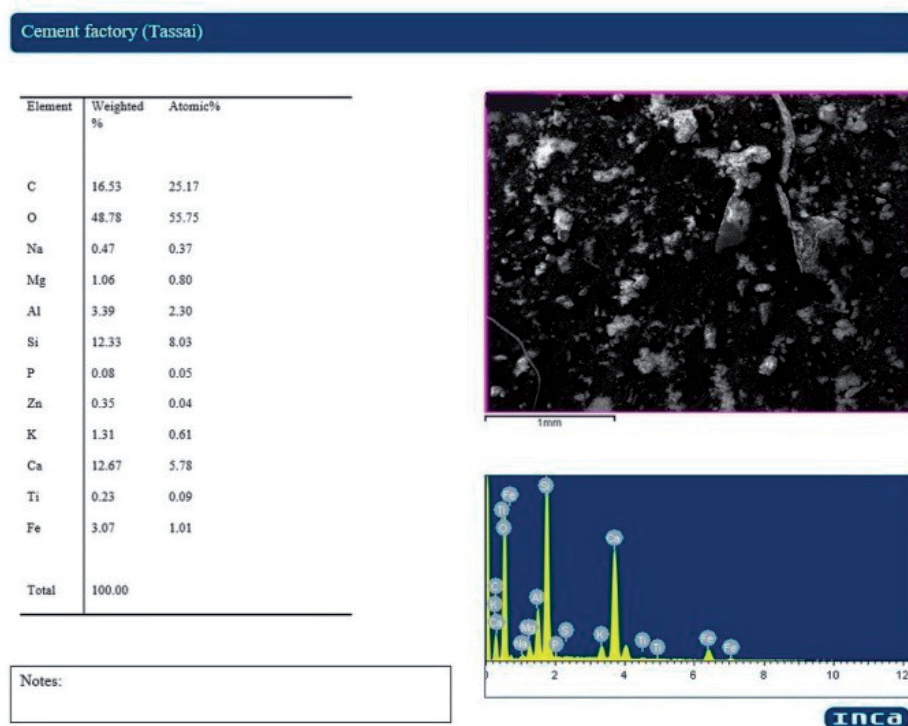 Cement factory (Tassai)
Element Weighted % Atomic%
C 16.53 25.17
O 48.78 55.75
Na 0.47 0.37
Mg 1.06 0.80
Al 3.39 2.30
Si 12.33 8.03
P 0.08 0.05
Zn 0.35 0.04
K 1.31 0.61
Ca 12.67 5.78
Ti 0.23 0.09
Fe 3.07 1.01
Total 100.00
Notes:
1mm
Si
Fe
Ti
O
Ca
C
K
Ca
Al
Mg
Na
P
S
K
Ti
Ti
Fe
Fe
0 2 4 6 8 10 12
INCA